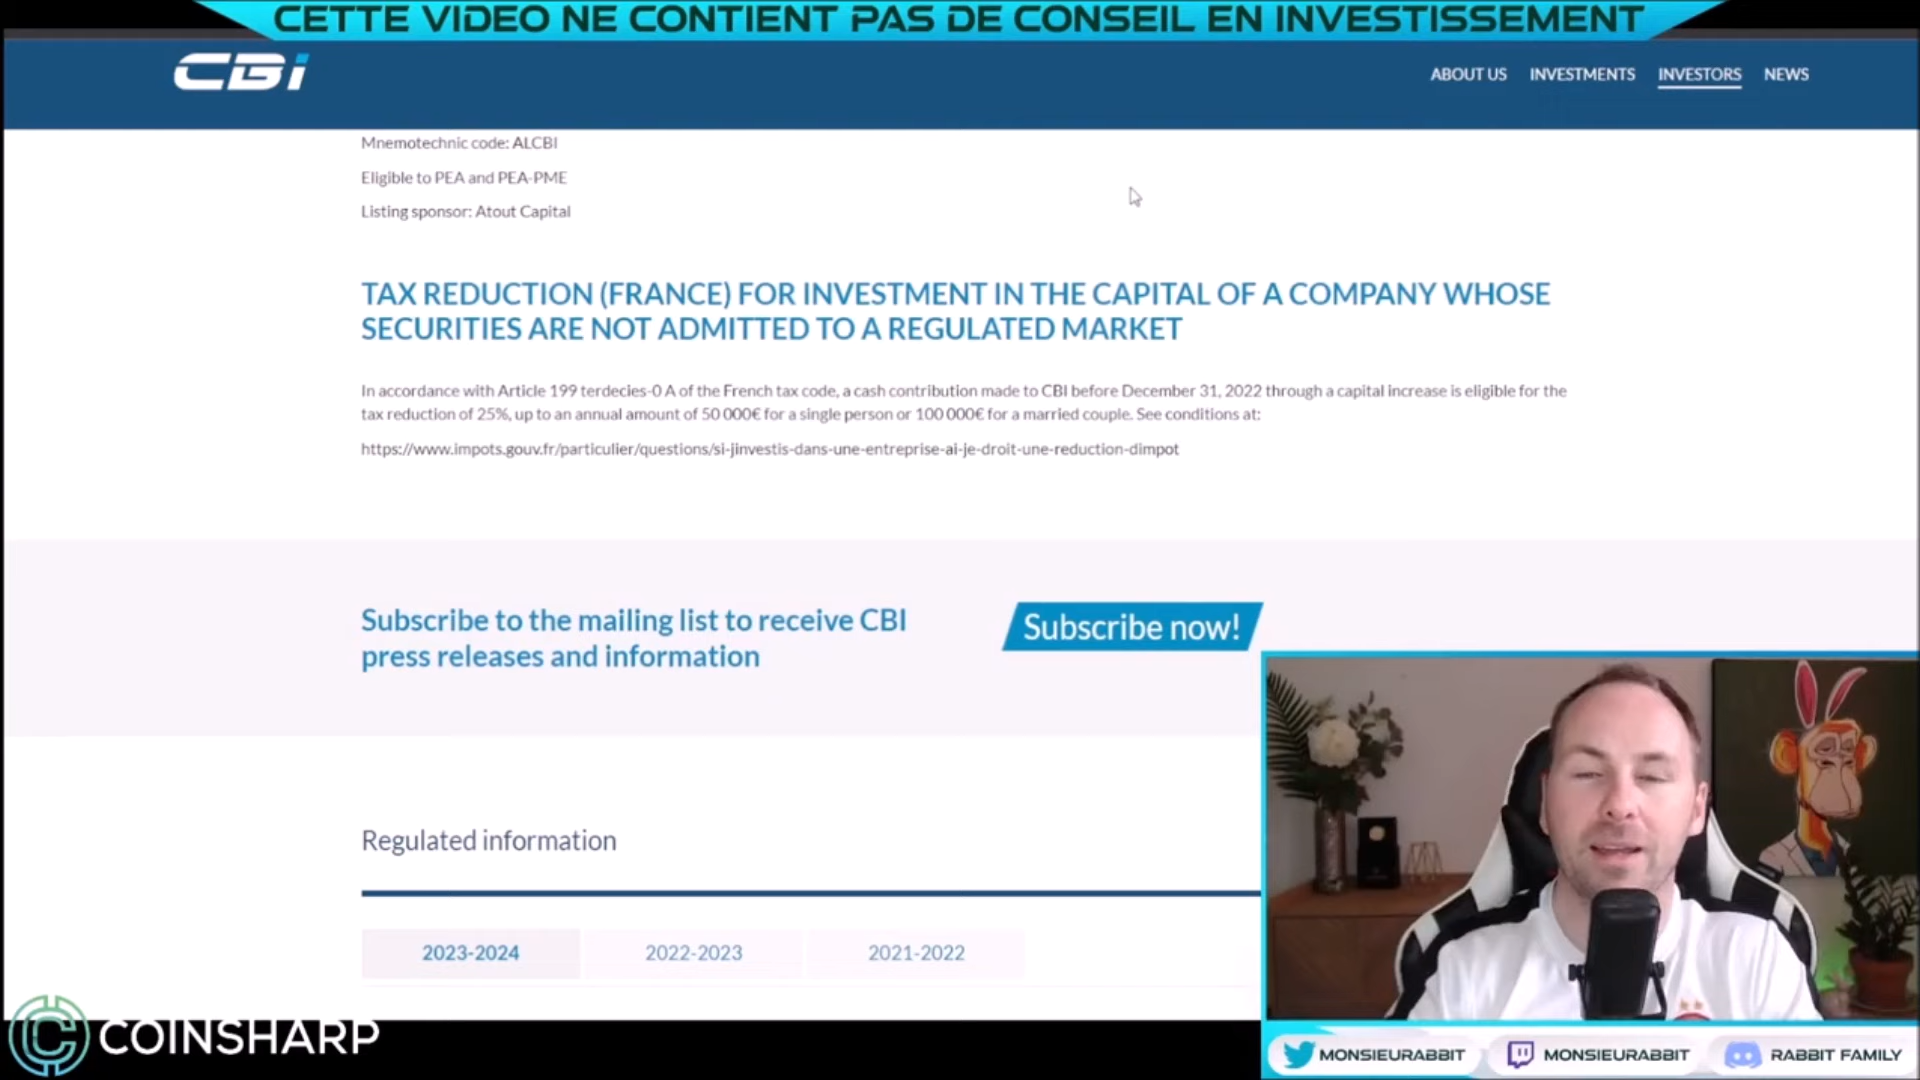 CETTE VIDEO NE CONTIENT PAS DE CONSEIL EN INVESTISSEMENT
CBi
ABOUT US INVESTMENTS INVESTORS NEWS
Mnemotechnic code: ALCBI
Eligible to PEA and PEA-PME
Listing sponsor: Atout Capital
TAX REDUCTION (FRANCE) FOR INVESTMENT IN THE CAPITAL OF A COMPANY WHOSE
SECURITIES ARE NOT ADMITTED TO A REGULATED MARKET
In accordance with Article 199 terdecies-0 A of the French tax code, a cash contribution made to CBI before December 31, 2022 through a capital increase is eligible for the
tax reduction of 25%, up to an annual amount of 50 000€ for a single person or 100 000€ for a married couple. See conditions at:
https://www.impots.gouv.fr/particulier/questions/si-jinvestis-dans-une-entreprise-ai-je-droit-une-reduction-dimpot
Subscribe to the mailing list to receive CBI
press releases and information
Subscribe now!
Regulated information
2023-2024 2022-2023 2021-2022
COINSHARP
MONSIEURABBIT MONSIEURABBIT RABBIT FAMILY